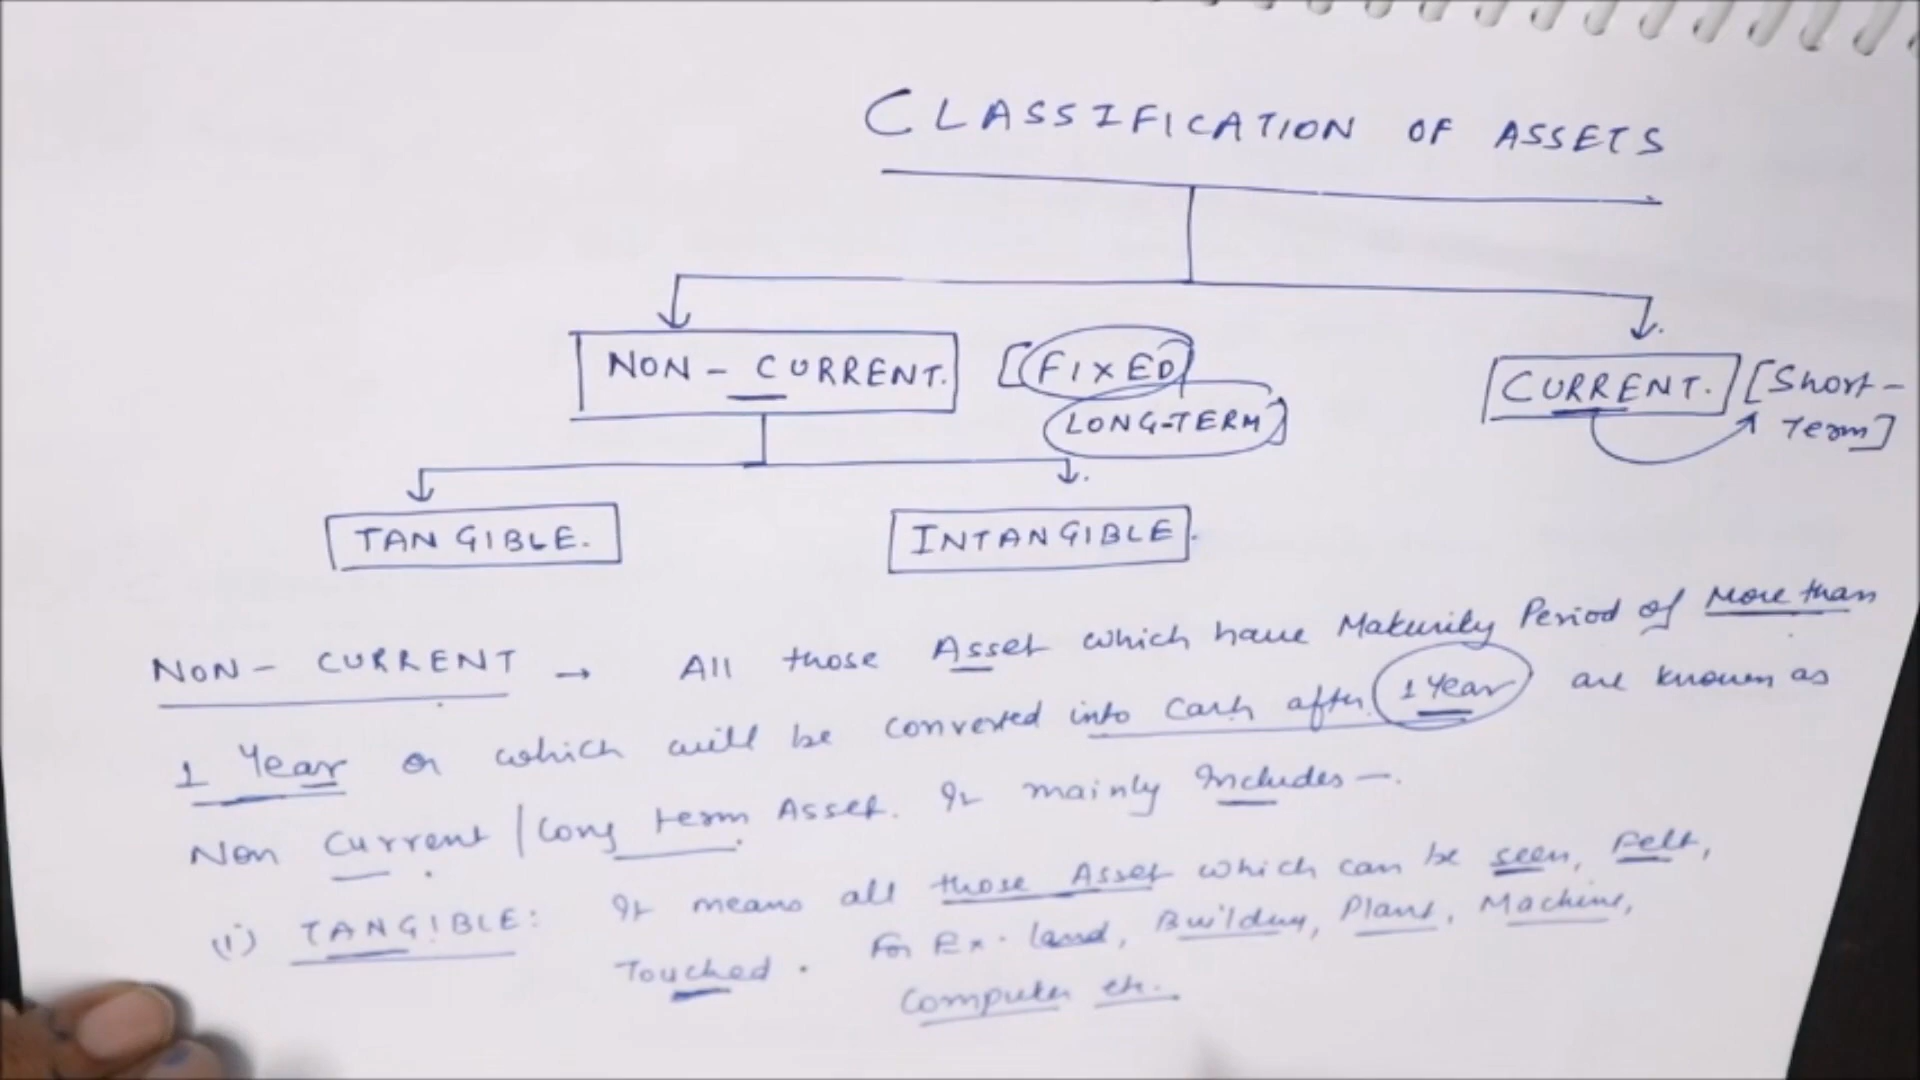 CLASSIFICATION OF ASSETS
NON-CURRENT. [FIXED
LONG-TERM]
CURRENT. [Short-
Term]
TANGIBLE.
INTANGIBLE.
NON-CURRENT → All those Asset which have Maturity Period of More than
1 Year or which will be converted into Cash after 1 Year are known as
Non Current/Long term Asset. It mainly Includes —.
(i) TANGIBLE: It means all those Asset which can be seen, Felt,
Touched. For Ex. land, Building, Plant, Machine,
Computer etc.